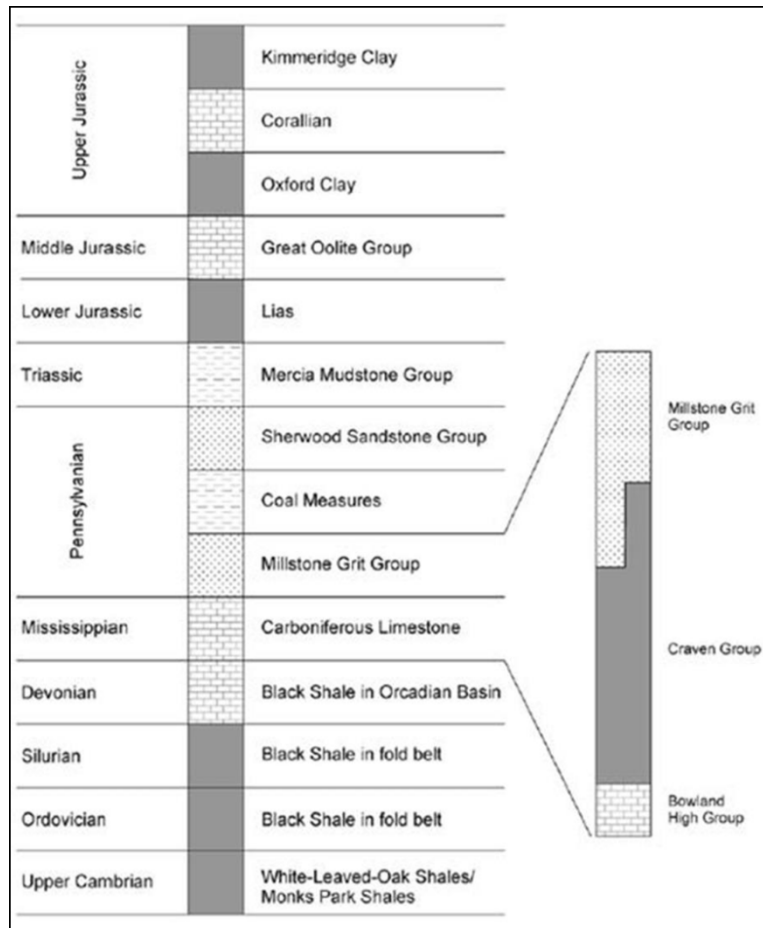 Upper Jurassic
Kimmeridge Clay
Corallian
Oxford Clay
Middle Jurassic
Great Oolite Group
Lower Jurassic
Lias
Triassic
Mercia Mudstone Group
Pennsylvanian
Sherwood Sandstone Group
Coal Measures
Millstone Grit Group
Mississippian
Carboniferous Limestone
Devonian
Black Shale in Orcadian Basin
Silurian
Black Shale in fold belt
Ordovician
Black Shale in fold belt
Upper Cambrian
White-Leaved-Oak Shales/
Monks Park Shales
Millstone Grit
Group
Craven Group
Bowland
High Group